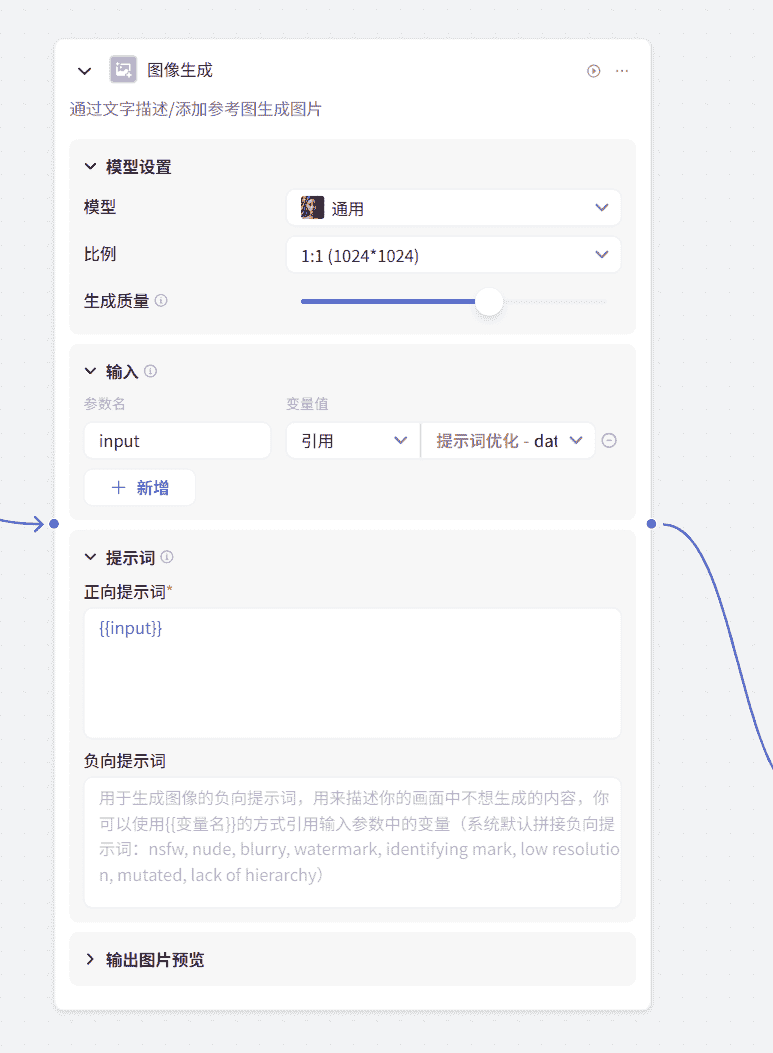 图像生成
通过文字描述/添加参考图生成图片
模型设置
模型
通用
比例
1:1 (1024*1024)
生成质量
输入
参数名 变量值
input 引用 提示词优化 - dat
+ 新增
提示词
正向提示词*
{{input}}
负向提示词
用于生成图像的负向提示词，用来描述你的画面中不想生成的内容，你
可以使用{{变量名}}的方式引用输入参数中的变量（系统默认拼接负向提
示词：nsfw, nude, blurry, watermark, identifying mark, low resolutio
n, mutated, lack of hierarchy）
输出图片预览